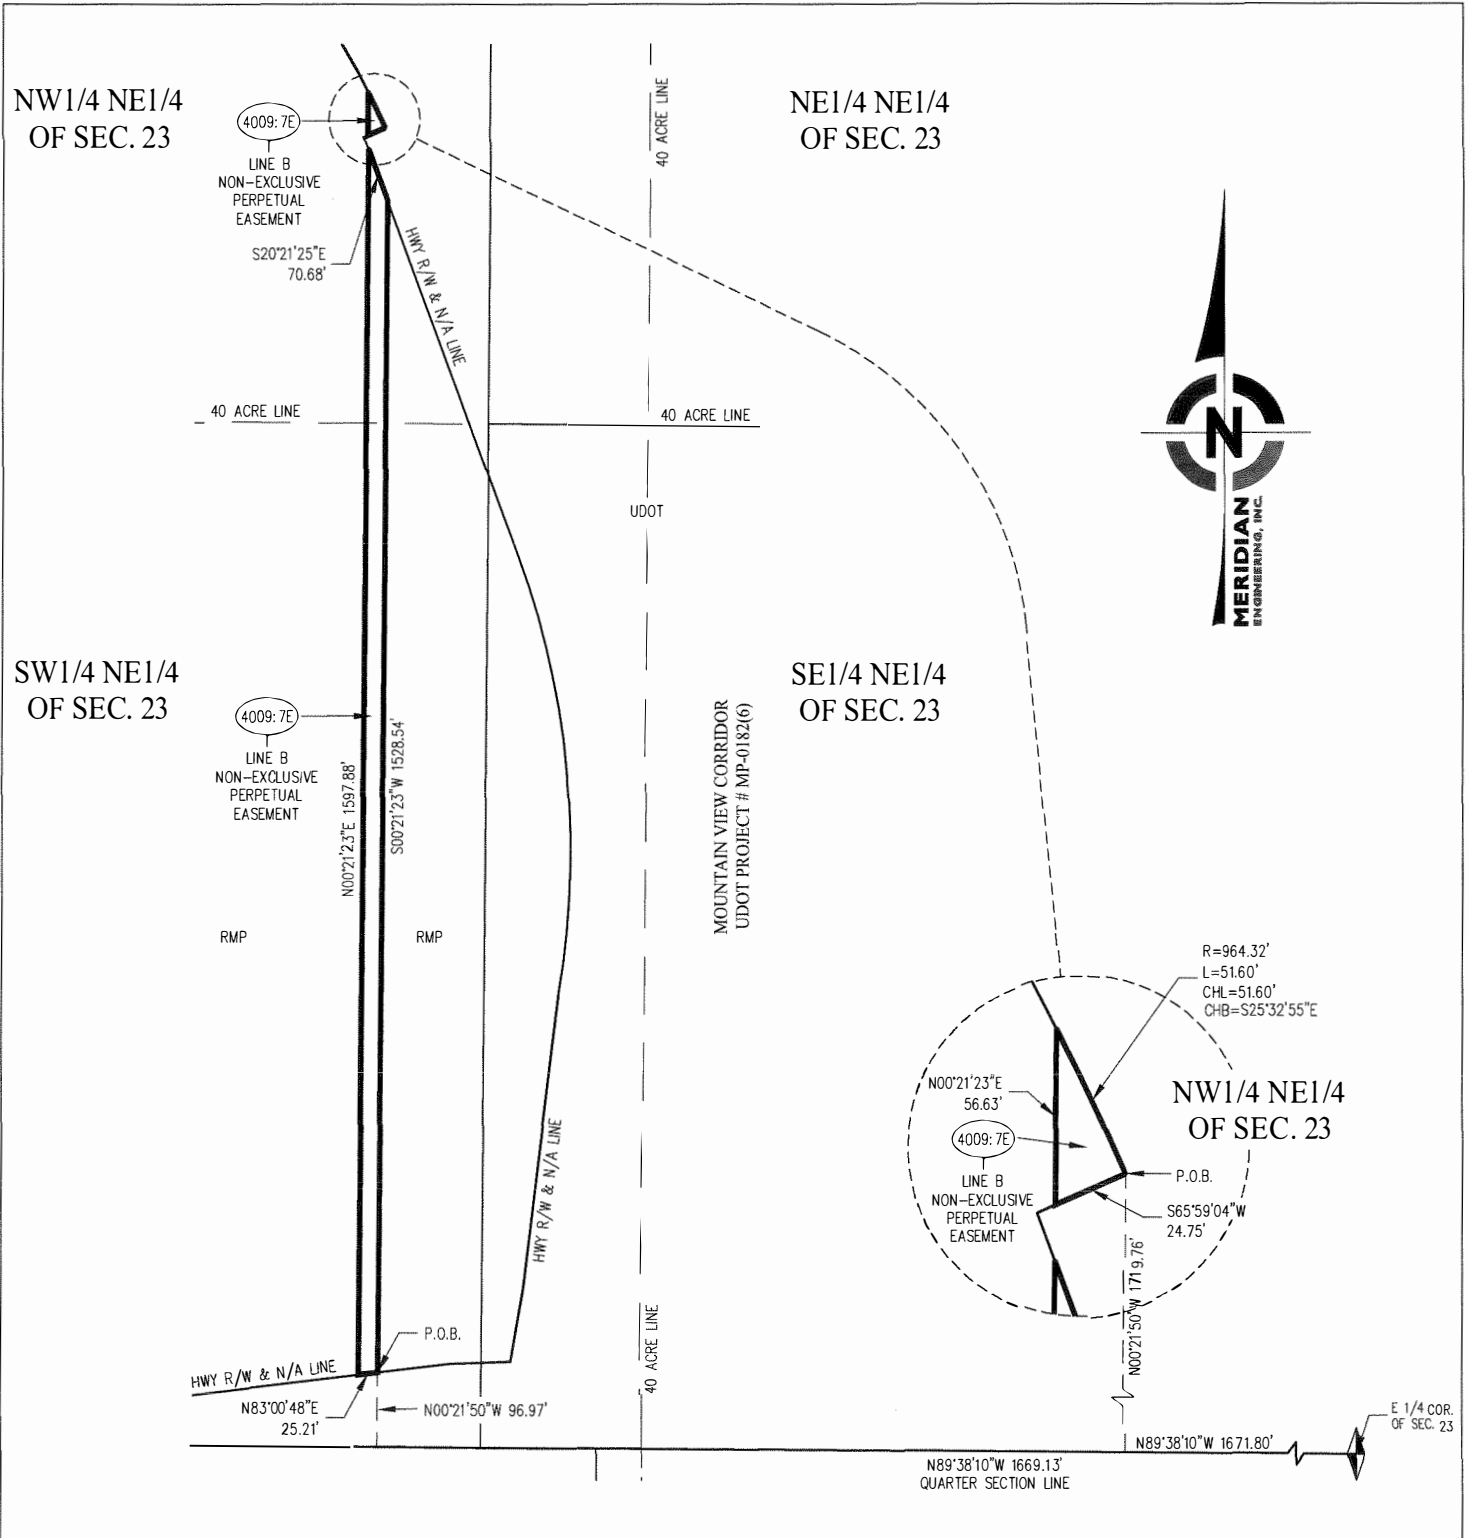 NW1/4 NE1/4
OF SEC. 23
4009: 7E
LINE B
NON-EXCLUSIVE
PERPETUAL
EASEMENT
S20°21'25"E
70.68'
HWY R/W & N/A LINE
40 ACRE LINE
NE1/4 NE1/4
OF SEC. 23
40 ACRE LINE
40 ACRE LINE
UDOT
N
MERIDIAN
ENGINEERING, INC.
SW1/4 NE1/4
OF SEC. 23
4009: 7E
LINE B
NON-EXCLUSIVE
PERPETUAL
EASEMENT
N00°21'23"E 1597.88'
S00°21'23"W 1528.54'
SE1/4 NE1/4
OF SEC. 23
MOUNTAIN VIEW CORRIDOR
UDOT PROJECT # MP-0182(6)
RMP
RMP
R=964.32'
L=51.60'
CHL=51.60'
CHB=S25°32'55"E
N00°21'23"E
56.63'
NW1/4 NE1/4
OF SEC. 23
4009: 7E
LINE B
NON-EXCLUSIVE
PERPETUAL
EASEMENT
P.O.B.
S65°59'04"W
24.75'
N00°21'50"W 1719.76'
HWY R/W & N/A LINE
40 ACRE LINE
P.O.B.
HWY R/W & N/A LINE
N83°00'48"E
25.21'
N00°21'50"W 96.97'
E 1/4 COR.
OF SEC. 23
N89°38'10"W 1671.80'
N89°38'10"W 1669.13'
QUARTER SECTION LINE